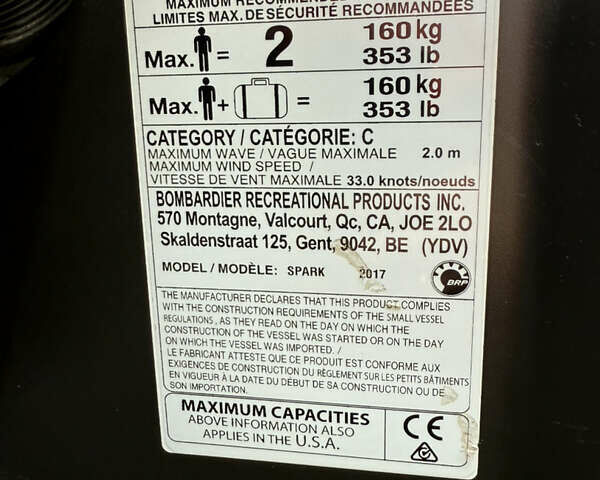 MAXIMUM RECOMMENDED
LIMITES MAX. DE SÉCURITÉ RECOMMANDÉES
Max. = 2 160 kg
353 lb
Max. + = 160 kg
353 lb
CATEGORY / CATÉGORIE: C
MAXIMUM WAVE / VAGUE MAXIMALE 2.0 m
MAXIMUM WIND SPEED /
VITESSE DE VENT MAXIMALE 33.0 knots/noeuds
BOMBARDIER RECREATIONAL PRODUCTS INC.
570 Montagne, Valcourt, Qc, CA, JOE 2LO
Skaldenstraat 125, Gent, 9042, BE (YDV)
MODEL / MODÈLE: SPARK 2017
BRP
THE MANUFACTURER DECLARES THAT THIS PRODUCT COMPLIES
WITH THE CONSTRUCTION REQUIREMENTS OF THE SMALL VESSEL
REGULATIONS, AS THEY READ ON THE DAY ON WHICH THE
CONSTRUCTION OF THE VESSEL WAS STARTED OR ON THE DAY
ON WHICH THE VESSEL WAS IMPORTED. /
LE FABRICANT ATTESTE QUE CE PRODUIT EST CONFORME AUX
EXIGENCES DE CONSTRUCTION DU RÈGLEMENT SUR LES PETITS BÂTIMENTS
EN VIGUEUR À LA DATE DU DÉBUT DE SA CONSTRUCTION OU DE
SON IMPORTATION.
MAXIMUM CAPACITIES
ABOVE INFORMATION ALSO
APPLIES IN THE U.S.A.
CE